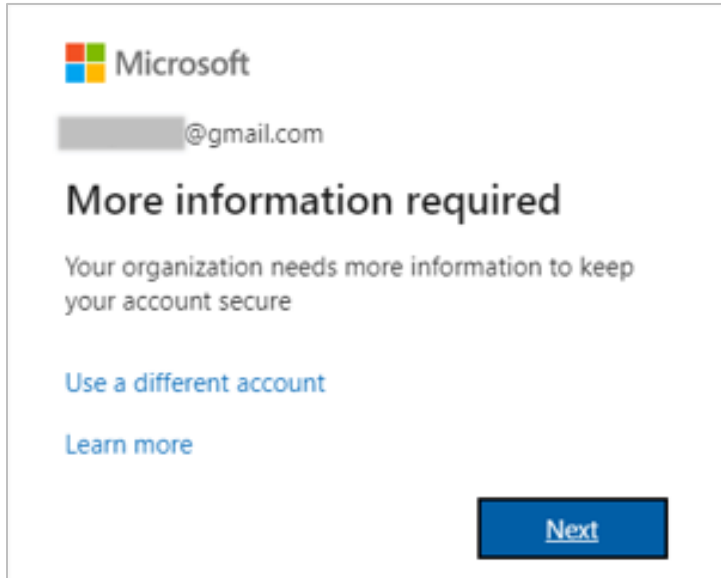 Microsoft
@gmail.com
More information required
Your organization needs more information to keep
your account secure
Use a different account
Learn more
Next